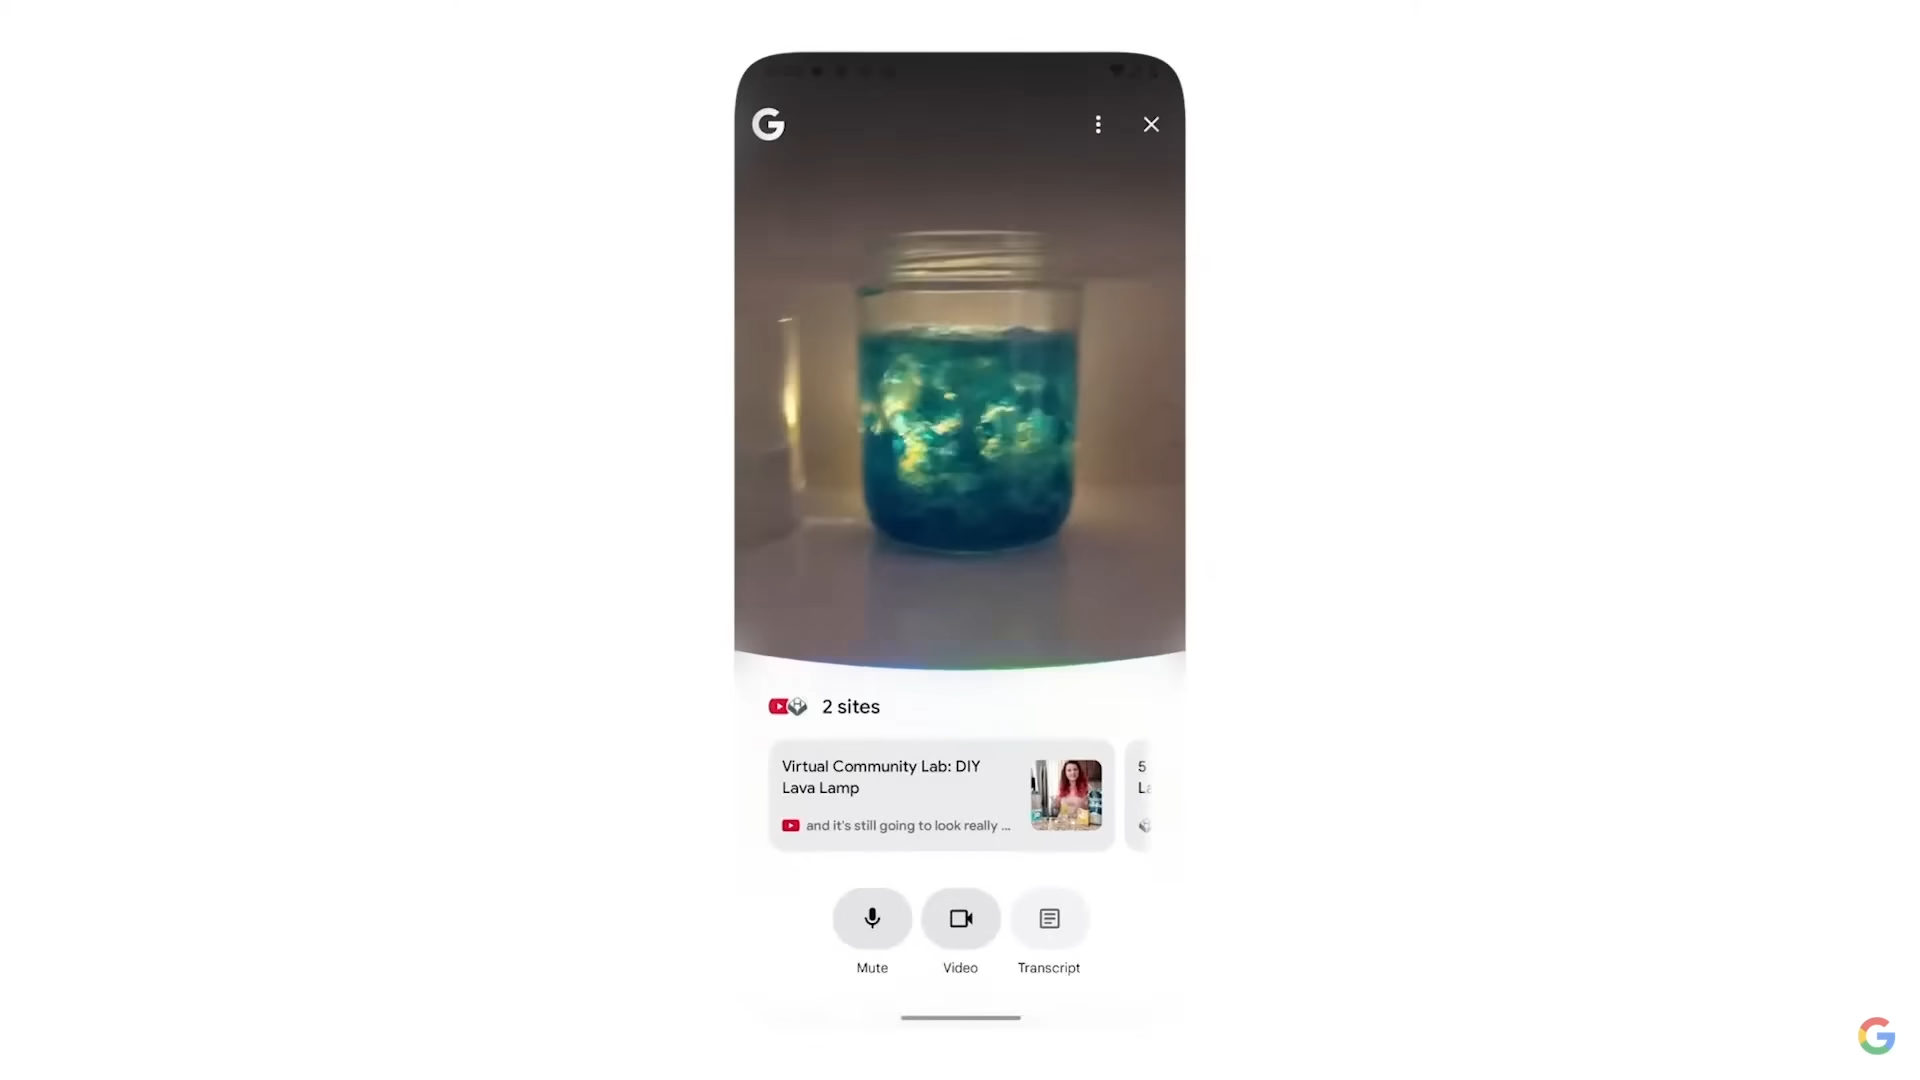 2 sites
Virtual Community Lab: DIY
Lava Lamp
and it's still going to look really ...
5
Mute
Video
Transcript